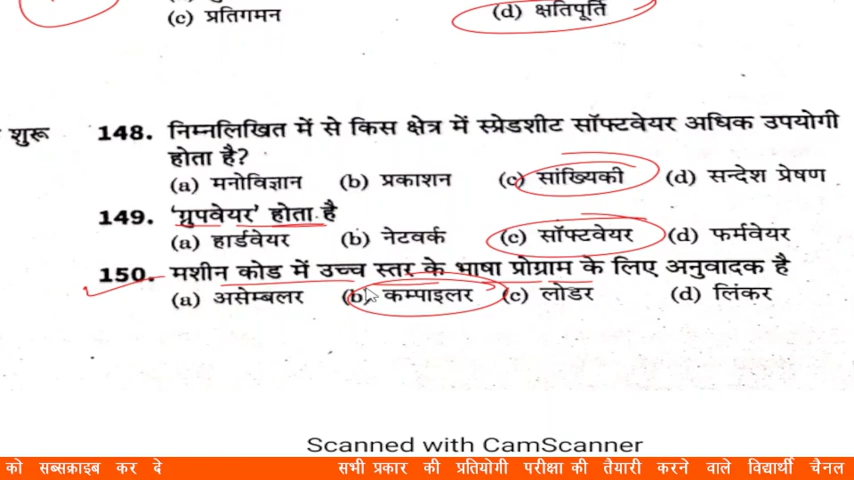 (c) प्रतिगमन (d) क्षतिपूर्ति
शुरू 148. निम्नलिखित में से किस क्षेत्र में स्प्रेडशीट सॉफ्टवेयर अधिक उपयोगी
होता है?
(a) मनोविज्ञान (b) प्रकाशन (c) सांख्यिकी (d) सन्देश प्रेषण
149. ‘ग्रुपवेयर’ होता है
(a) हार्डवेयर (b) नेटवर्क (c) सॉफ्टवेयर (d) फर्मवेयर
150. मशीन कोड में उच्च स्तर के भाषा प्रोग्राम के लिए अनुवादक है
(a) असेम्बलर (b) कम्पाइलर (c) लोडर (d) लिंकर
Scanned with CamScanner
को सब्सक्राइब कर दे सभी प्रकार की प्रतियोगी परीक्षा की तैयारी करने वाले विद्यार्थी चैनल